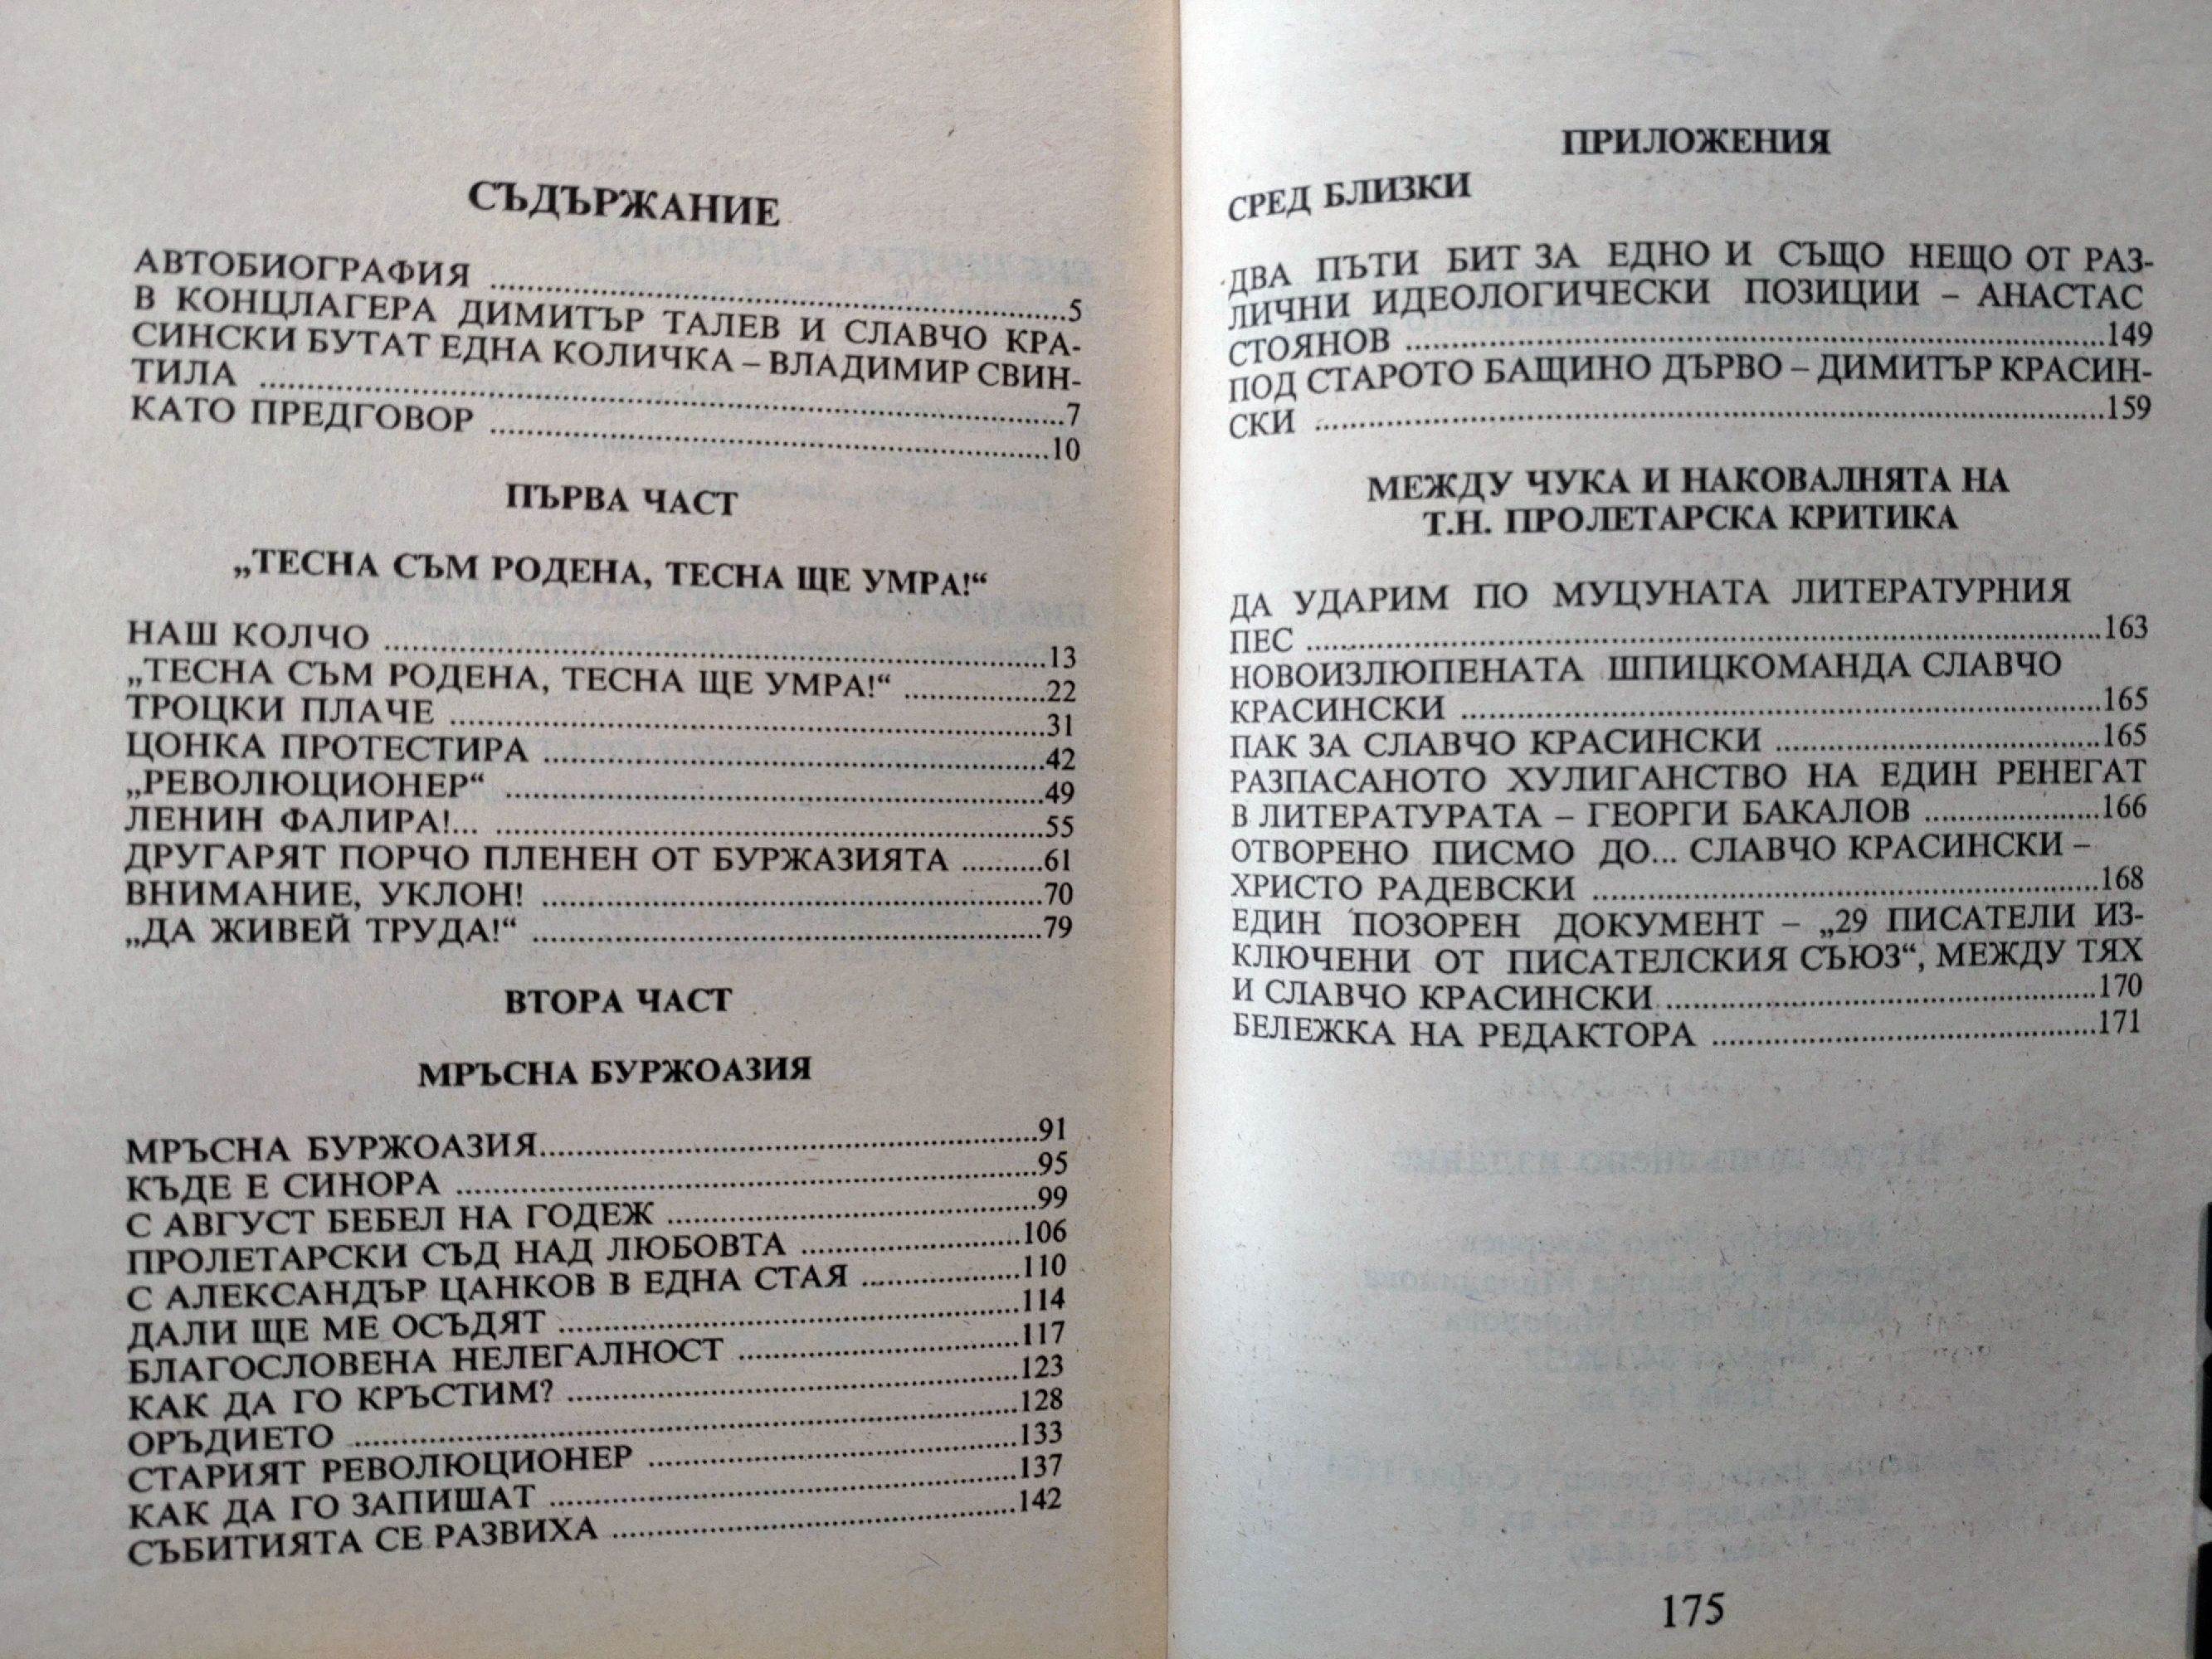 СЪДЪРЖАНИЕ
АВТОБИОГРАФИЯ ........5
В КОНЦЛАГЕРА ДИМИТЪР ТАЛЕВ И СЛАВЧО КРА-
СИНСКИ БУТАТ ЕДНА КОЛИЧКА – ВЛАДИМИР СВИН-
ТИЛА ........7
КАТО ПРЕДГОВОР ........10
ПЪРВА ЧАСТ
„ТЕСНА СЪМ РОДЕНА, ТЕСНА ЩЕ УМРА!“
НАШ КОЛЧО ........13
„ТЕСНА СЪМ РОДЕНА, ТЕСНА ЩЕ УМРА!“ ........22
ТРОЦКИ ПЛАЧЕ ........31
ЦОНКА ПРОТЕСТИРА ........42
„РЕВОЛЮЦИОНЕР“ ........49
ЛЕНИН ФАЛИРА!... ........55
ДРУГАРЯТ ПОРЧО ПЛЕНЕН ОТ БУРЖАЗИЯТА ........61
ВНИМАНИЕ, УКЛОН! ........70
„ДА ЖИВЕЙ ТРУДА!“ ........79
ВТОРА ЧАСТ
МРЪСНА БУРЖОАЗИЯ
МРЪСНА БУРЖОАЗИЯ........91
КЪДЕ Е СИНОРА ........95
С АВГУСТ БЕБЕЛ НА ГОДЕЖ ........99
ПРОЛЕТАРСКИ СЪД НАД ЛЮБОВТА ........106
С АЛЕКСАНДЪР ЦАНКОВ В ЕДНА СТАЯ ........110
ДАЛИ ЩЕ МЕ ОСЪДЯТ ........114
БЛАГОСЛОВЕНА НЕЛЕГАЛНОСТ ........117
КАК ДА ГО КРЪСТИМ? ........123
ОРЪДИЕТО ........128
СТАРИЯТ РЕВОЛЮЦИОНЕР ........133
КАК ДА ГО ЗАПИШАТ ........137
СЪБИТИЯТА СЕ РАЗВИХА ........142
ПРИЛОЖЕНИЯ
СРЕД БЛИЗКИ
ДВА ПЪТИ БИТ ЗА ЕДНО И СЪЩО НЕЩО ОТ РАЗ-
ЛИЧНИ ИДЕОЛОГИЧЕСКИ ПОЗИЦИИ – АНАСТАС
СТОЯНОВ ........149
ПОД СТАРОТО БАЩИНО ДЪРВО – ДИМИТЪР КРАСИН-
СКИ ........159
МЕЖДУ ЧУКА И НАКОВАЛНЯТА НА
Т.Н. ПРОЛЕТАРСКА КРИТИКА
ДА УДАРИМ ПО МУЦУНАТА ЛИТЕРАТУРНИЯ
ПЕС ........163
НОВОИЗЛЮПЕНАТА ШПИЦКОМАНДА СЛАВЧО
КРАСИНСКИ ........165
ПАК ЗА СЛАВЧО КРАСИНСКИ ........165
РАЗПАСАНОТО ХУЛИГАНСТВО НА ЕДИН РЕНЕГАТ
В ЛИТЕРАТУРАТА – ГЕОРГИ БАКАЛОВ ........166
ОТВОРЕНО ПИСМО ДО... СЛАВЧО КРАСИНСКИ –
ХРИСТО РАДЕВСКИ ........168
ЕДИН ПОЗОРЕН ДОКУМЕНТ – „29 ПИСАТЕЛИ ИЗ-
КЛЮЧЕНИ ОТ ПИСАТЕЛСКИЯ СЪЮЗ“, МЕЖДУ ТЯХ
И СЛАВЧО КРАСИНСКИ ........170
БЕЛЕЖКА НА РЕДАКТОРА ........171
175